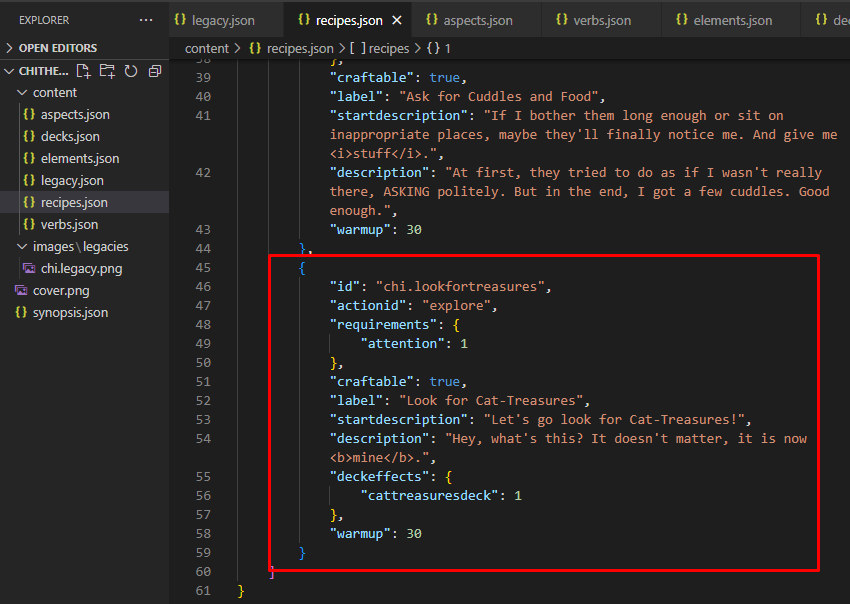 EXPLORER ···
{} legacy.json
{} recipes.json ×
{} aspects.json
{} verbs.json
{} elements.json
{} de
OPEN EDITORS
CHITHE...
content
{} aspects.json
{} decks.json
{} elements.json
{} legacy.json
{} recipes.json
{} verbs.json
images\legacies
chi.legacy.png
cover.png
{} synopsis.json
content > {} recipes.json > [ ] recipes > {} 1
38 },
39 "craftable": true,
40 "label": "Ask for Cuddles and Food",
41 "startdescription": "If I bother them long enough or sit on
inappropriate places, maybe they'll finally notice me. And give me
<i>stuff</i>.",
42 "description": "At first, they tried to do as if I wasn't really
there, ASKING politely. But in the end, I got a few cuddles. Good
enough.",
43 "warmup": 30
44 },
45 {
46 "id": "chi.lookfortreasures",
47 "actionid": "explore",
48 "requirements": {
49 "attention": 1
50 },
51 "craftable": true,
52 "label": "Look for Cat-Treasures",
53 "startdescription": "Let's go look for Cat-Treasures!",
54 "description": "Hey, what's this? It doesn't matter, it is now
<b>mine</b>.",
55 "deckeffects": {
56 "cattreasuresdeck": 1
57 },
58 "warmup": 30
59 }
60 ]
61 }